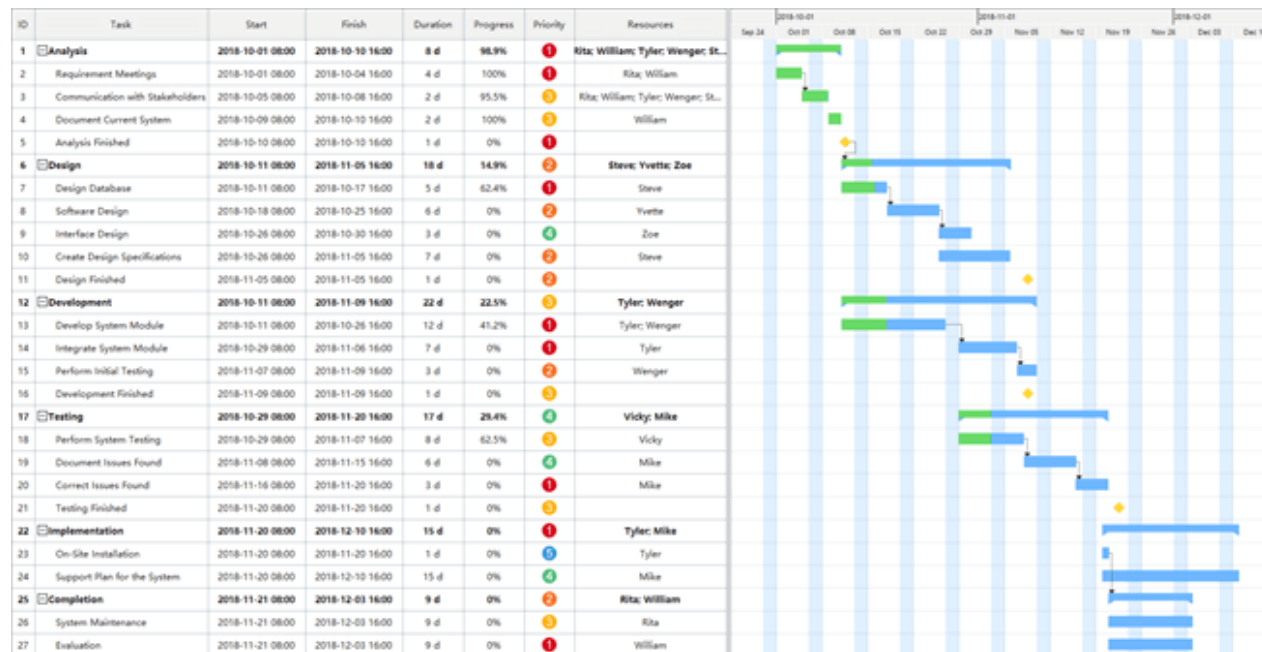 ID Task Start Finish Duration Progress Priority Resources
2018-10-01 2018-11-01 2018-12-01
Sep 24 Oct 01 Oct 08 Oct 15 Oct 22 Oct 29 Nov 05 Nov 12 Nov 19 Nov 26 Dec 03 Dec 1
1 Analysis 2018-10-01 08:00 2018-10-10 16:00 8 d 98.9% 1 Rita; William; Tyler; Wenger; St...
2 Requirement Meetings 2018-10-01 08:00 2018-10-04 16:00 4 d 100% 1 Rita; William
3 Communication with Stakeholders 2018-10-05 08:00 2018-10-08 16:00 2 d 95.5% 3 Rita; William; Tyler; Wenger; St...
4 Document Current System 2018-10-09 08:00 2018-10-10 16:00 2 d 100% 3 William
5 Analysis Finished 2018-10-10 08:00 2018-10-10 16:00 1 d 0% 1
6 Design 2018-10-11 08:00 2018-11-05 16:00 18 d 14.9% 2 Steve; Yvette; Zoe
7 Design Database 2018-10-11 08:00 2018-10-17 16:00 5 d 62.4% 1 Steve
8 Software Design 2018-10-18 08:00 2018-10-25 16:00 6 d 0% 2 Yvette
9 Interface Design 2018-10-26 08:00 2018-10-30 16:00 3 d 0% 4 Zoe
10 Create Design Specifications 2018-10-26 08:00 2018-11-05 16:00 7 d 0% 2 Steve
11 Design Finished 2018-11-05 08:00 2018-11-05 16:00 1 d 0% 2
12 Development 2018-10-11 08:00 2018-11-09 16:00 22 d 22.5% 3 Tyler; Wenger
13 Develop System Module 2018-10-11 08:00 2018-10-26 16:00 12 d 41.2% 1 Tyler; Wenger
14 Integrate System Module 2018-10-29 08:00 2018-11-06 16:00 7 d 0% 1 Tyler
15 Perform Initial Testing 2018-11-07 08:00 2018-11-09 16:00 3 d 0% 2 Wenger
16 Development Finished 2018-11-09 08:00 2018-11-09 16:00 1 d 0% 3
17 Testing 2018-10-29 08:00 2018-11-20 16:00 17 d 29.4% 4 Vicky; Mike
18 Perform System Testing 2018-10-29 08:00 2018-11-07 16:00 8 d 62.5% 3 Vicky
19 Document Issues Found 2018-11-08 08:00 2018-11-15 16:00 6 d 0% 4 Mike
20 Correct Issues Found 2018-11-16 08:00 2018-11-20 16:00 3 d 0% 1 Mike
21 Testing Finished 2018-11-20 08:00 2018-11-20 16:00 1 d 0% 3
22 Implementation 2018-11-20 08:00 2018-12-10 16:00 15 d 0% 1 Tyler; Mike
23 On-Site Installation 2018-11-20 08:00 2018-11-20 16:00 1 d 0% 5 Tyler
24 Support Plan for the System 2018-11-20 08:00 2018-12-10 16:00 15 d 0% 4 Mike
25 Completion 2018-11-21 08:00 2018-12-03 16:00 9 d 0% 2 Rita; William
26 System Maintenance 2018-11-21 08:00 2018-12-03 16:00 9 d 0% 3 Rita
27 Evaluation 2018-11-21 08:00 2018-12-03 16:00 9 d 0% 1 William